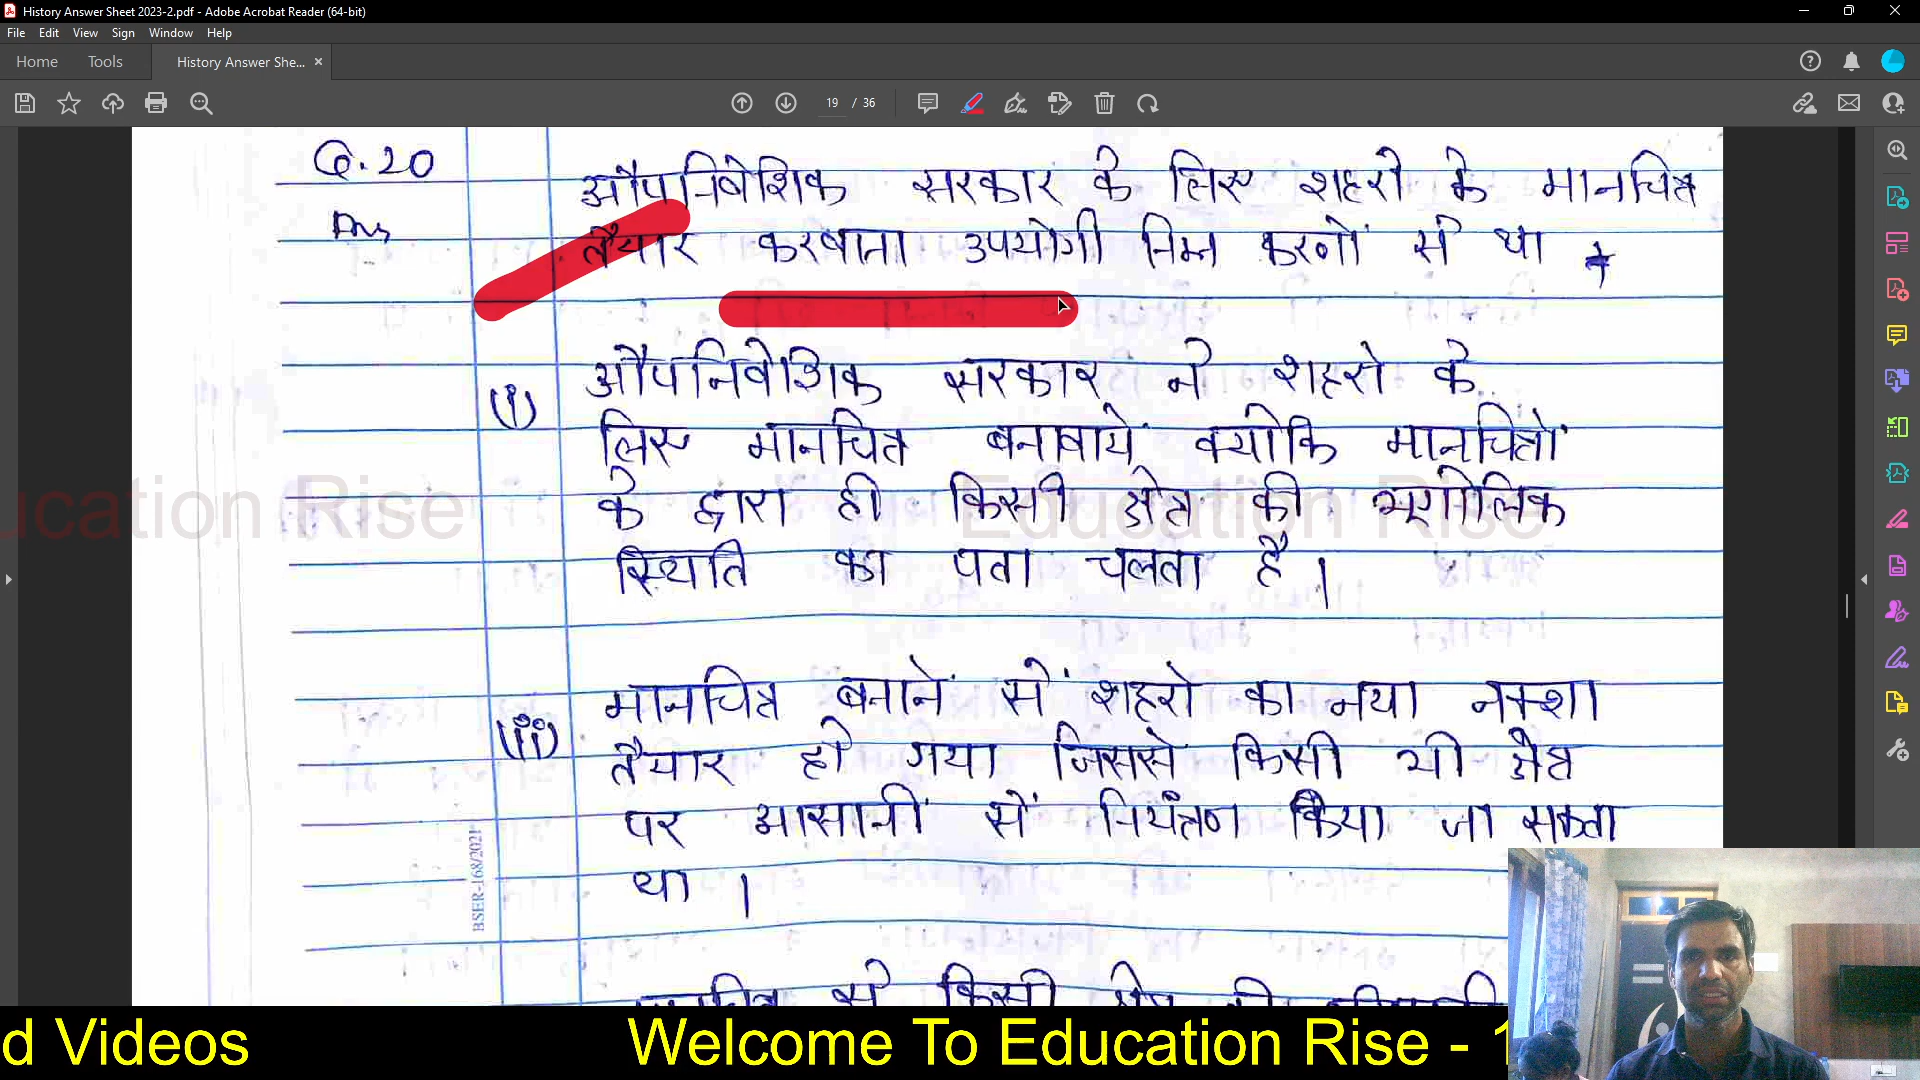 History Answer Sheet 2023-2.pdf - Adobe Acrobat Reader (64-bit)
File Edit View Sign Window Help
Home Tools History Answer She... ×
19 / 36
Q.20 औपनिवेशिक सरकार के लिए शहरो के मानचित्र
Ans तैयार करवाना उपयोगी निम्न करणों से था
(i) औपनिवेशिक सरकार ने शहरो के
लिए मानचित्र बनावाये क्योकि मानचित्रों
के द्वारा ही किसी क्षेत्र की भूगोलिक
स्थिति का पता चलता है।
ucation Rise Education Rise
(ii) मानचित्र बनाने से शहरो का नया नक्शा
तैयार हो गया जिससे किसी भी क्षेत्र
पर आसानी सें नियंत्रण किया जा सकता
था।
BSER-168/2021
से किसी
d Videos Welcome To Education Rise - 1